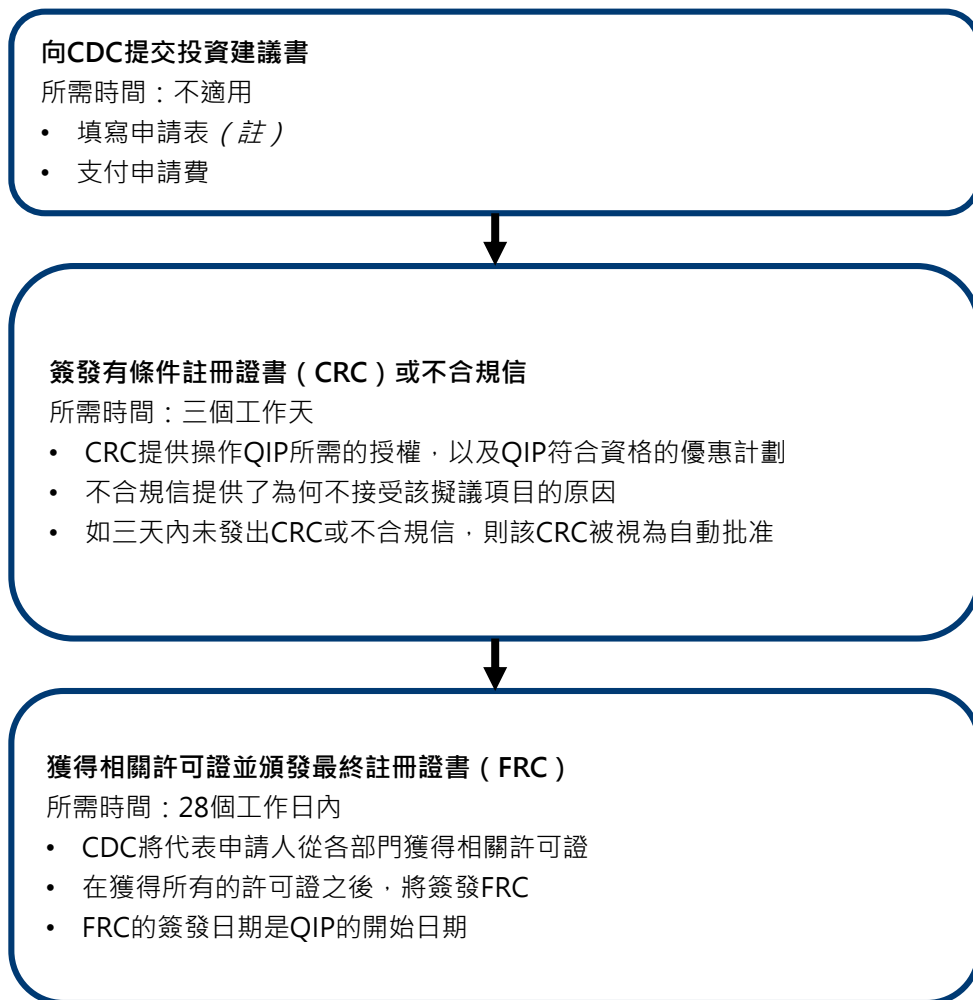 向CDC提交投資建議書
所需時間：不適用
• 填寫申請表（註）
• 支付申請費
簽發有條件註冊證書（CRC）或不合規信
所需時間：三個工作天
• CRC提供操作QIP所需的授權，以及QIP符合資格的優惠計劃
• 不合規信提供了為何不接受該擬議項目的原因
• 如三天內未發出CRC或不合規信，則該CRC被視為自動批准
獲得相關許可證並頒發最終註冊證書（FRC）
所需時間：28個工作日內
• CDC將代表申請人從各部門獲得相關許可證
• 在獲得所有的許可證之後，將簽發FRC
• FRC的簽發日期是QIP的開始日期